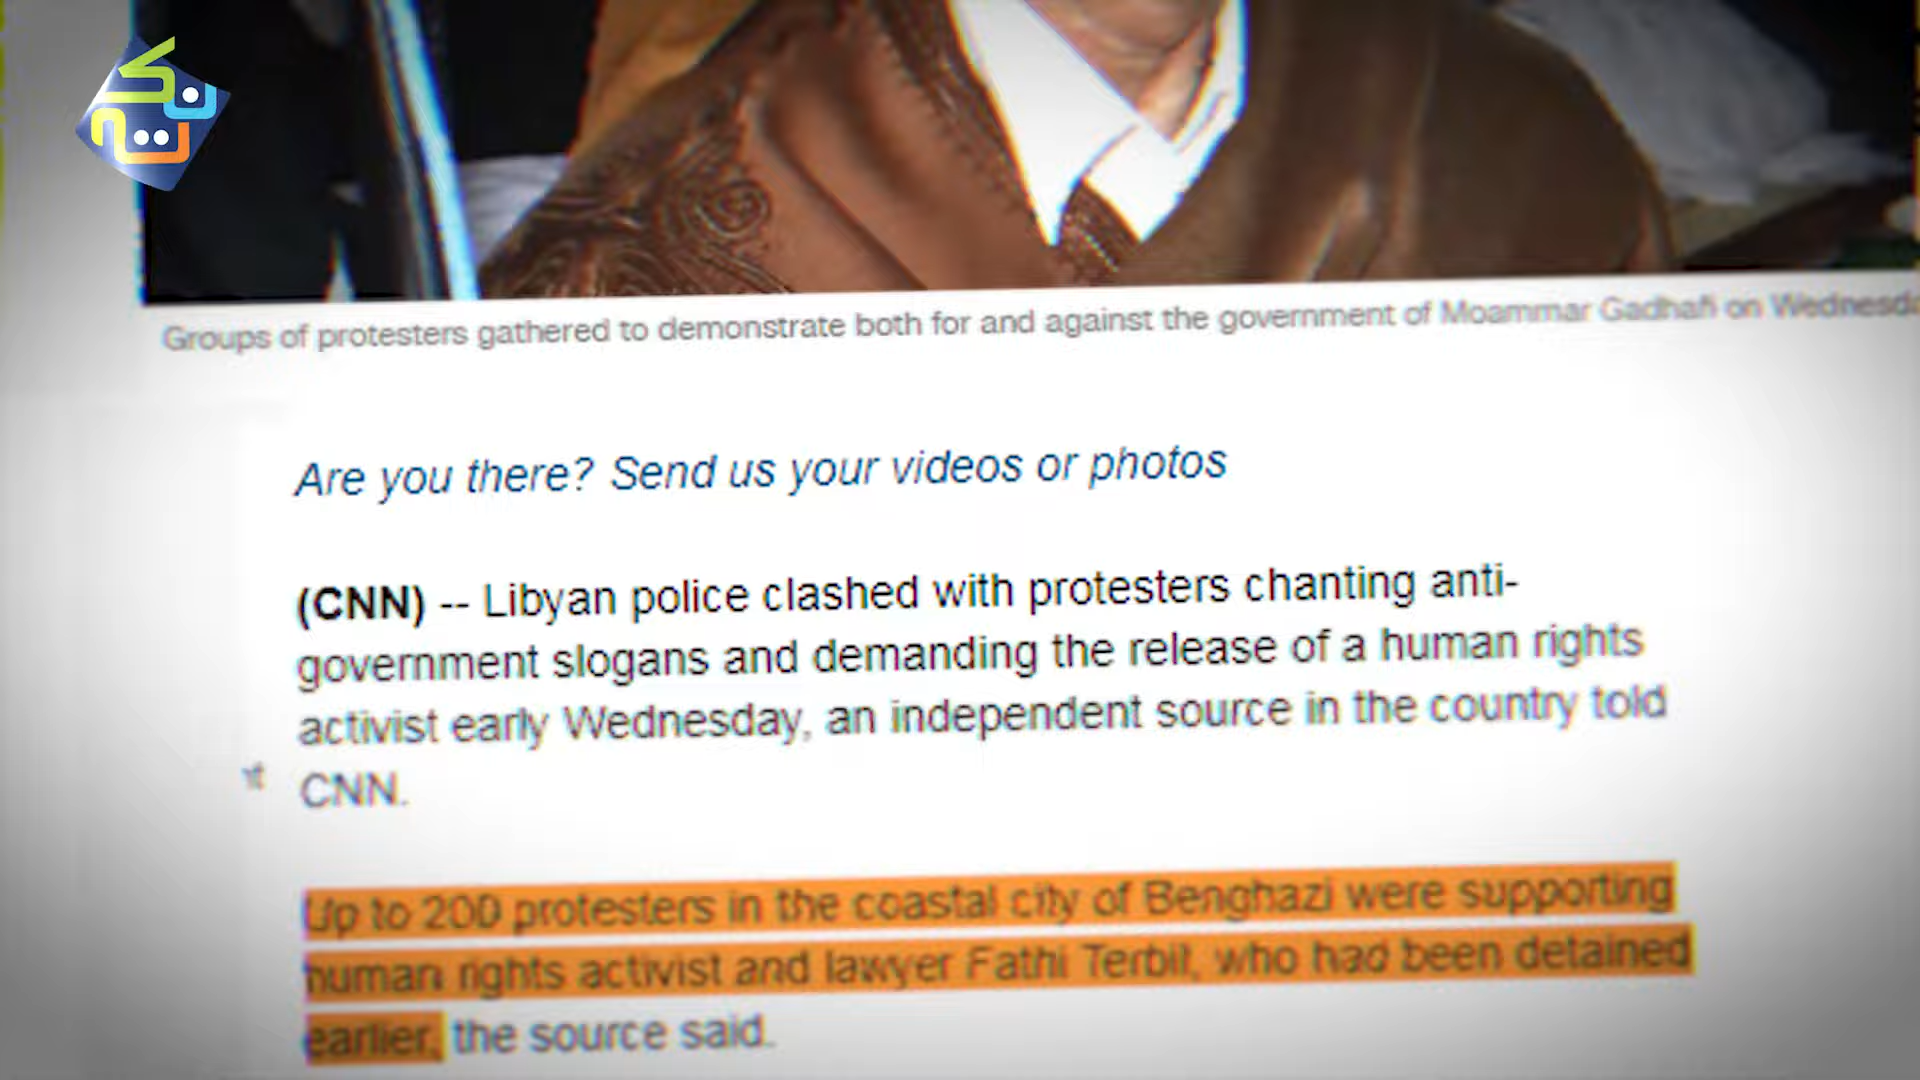 Groups of protesters gathered to demonstrate both for and against the government of Moammar Gadhafi on
Are you there? Send us your videos or photos
(CNN) -- Libyan police clashed with protesters chanting anti-
government slogans and demanding the release of a human rights
activist early Wednesday, an independent source in the country told
CNN.
Up to 200 protesters in the coastal city of Benghazi were supporting
human rights activist and lawyer Fathi Terbil, who had been detained
earlier, the source said.